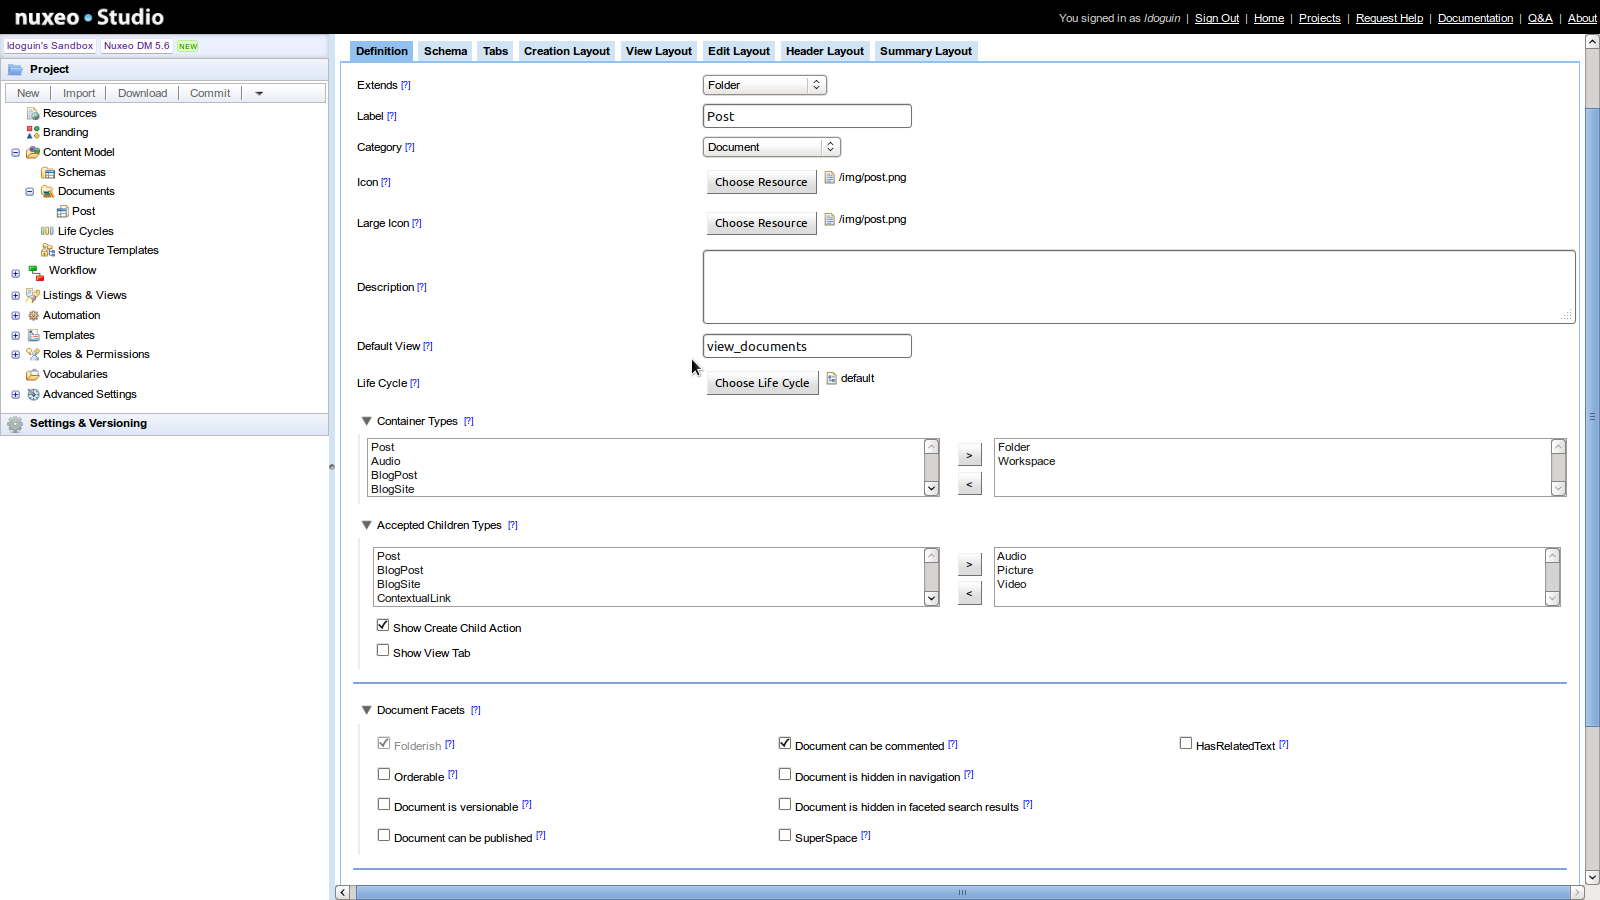 nuxeo • Studio
You signed in as ldoguin | Sign Out | Home | Projects | Request Help | Documentation | Q&A | About
ldoguin's Sandbox Nuxeo DM 5.6 NEW
Project
New Import Download Commit
Resources
Branding
Content Model
Schemas
Documents
Post
Life Cycles
Structure Templates
Workflow
Listings & Views
Automation
Templates
Roles & Permissions
Vocabularies
Advanced Settings
Settings & Versioning
Definition Schema Tabs Creation Layout View Layout Edit Layout Header Layout Summary Layout
Extends [?] Folder
Label [?] Post
Category [?] Document
Icon [?] Choose Resource /img/post.png
Large Icon [?] Choose Resource /img/post.png
Description [?]
Default View [?] view_documents
Life Cycle [?] Choose Life Cycle default
Container Types [?]
Post
Audio
BlogPost
BlogSite
>
<
Folder
Workspace
Accepted Children Types [?]
Post
BlogPost
BlogSite
ContextualLink
>
<
Audio
Picture
Video
Show Create Child Action
Show View Tab
Document Facets [?]
Folderish [?] Document can be commented [?] HasRelatedText [?]
Orderable [?] Document is hidden in navigation [?]
Document is versionable [?] Document is hidden in faceted search results [?]
Document can be published [?] SuperSpace [?]